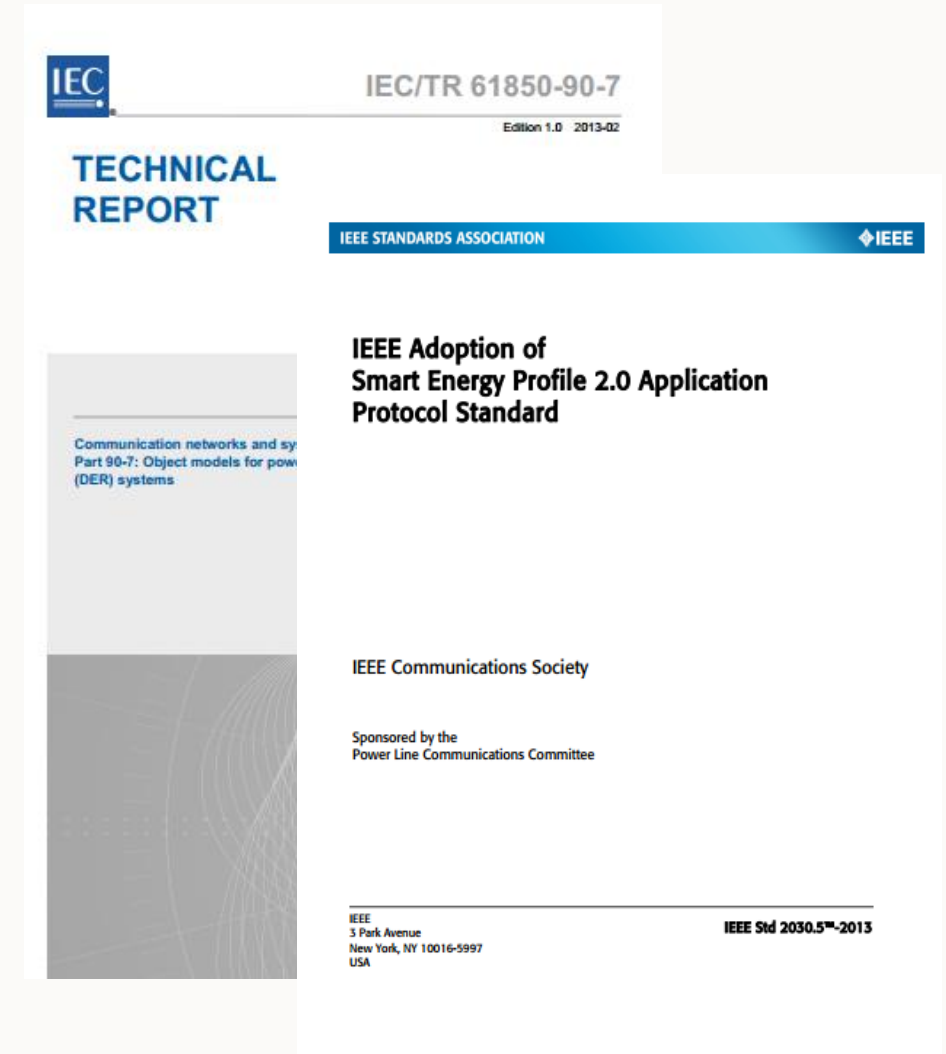 IEC
IEC/TR 61850-90-7
Edition 1.0 2013-02
TECHNICAL
REPORT
Communication networks and
Part 90-7: Object models for
(DER) systems
IEEE STANDARDS ASSOCIATION
IEEE
IEEE Adoption of
Smart Energy Profile 2.0 Application
Protocol Standard
IEEE Communications Society
Sponsored by the
Power Line Communications Committee
IEEE
3 Park Avenue
New York, NY 10016-5997
USA
IEEE Std 2030.5™-2013